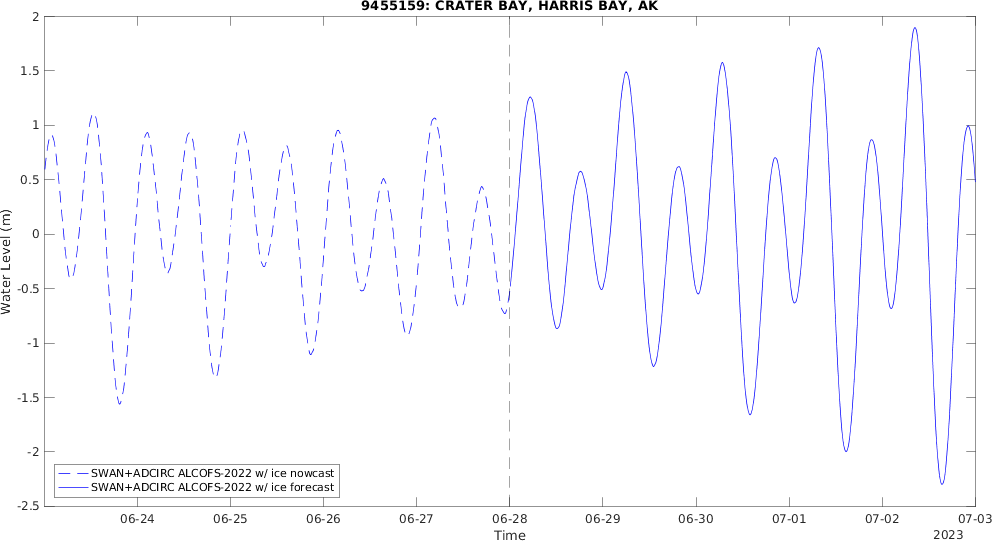 9455159: CRATER BAY, HARRIS BAY, AK
2
1.5
1
0.5
0
-0.5
-1
-1.5
-2
-2.5
Water Level (m)
SWAN+ADCIRC ALCOFS-2022 w/ ice nowcast
SWAN+ADCIRC ALCOFS-2022 w/ ice forecast
06-24 06-25 06-26 06-27 06-28 06-29 06-30 07-01 07-02 07-03
Time
2023